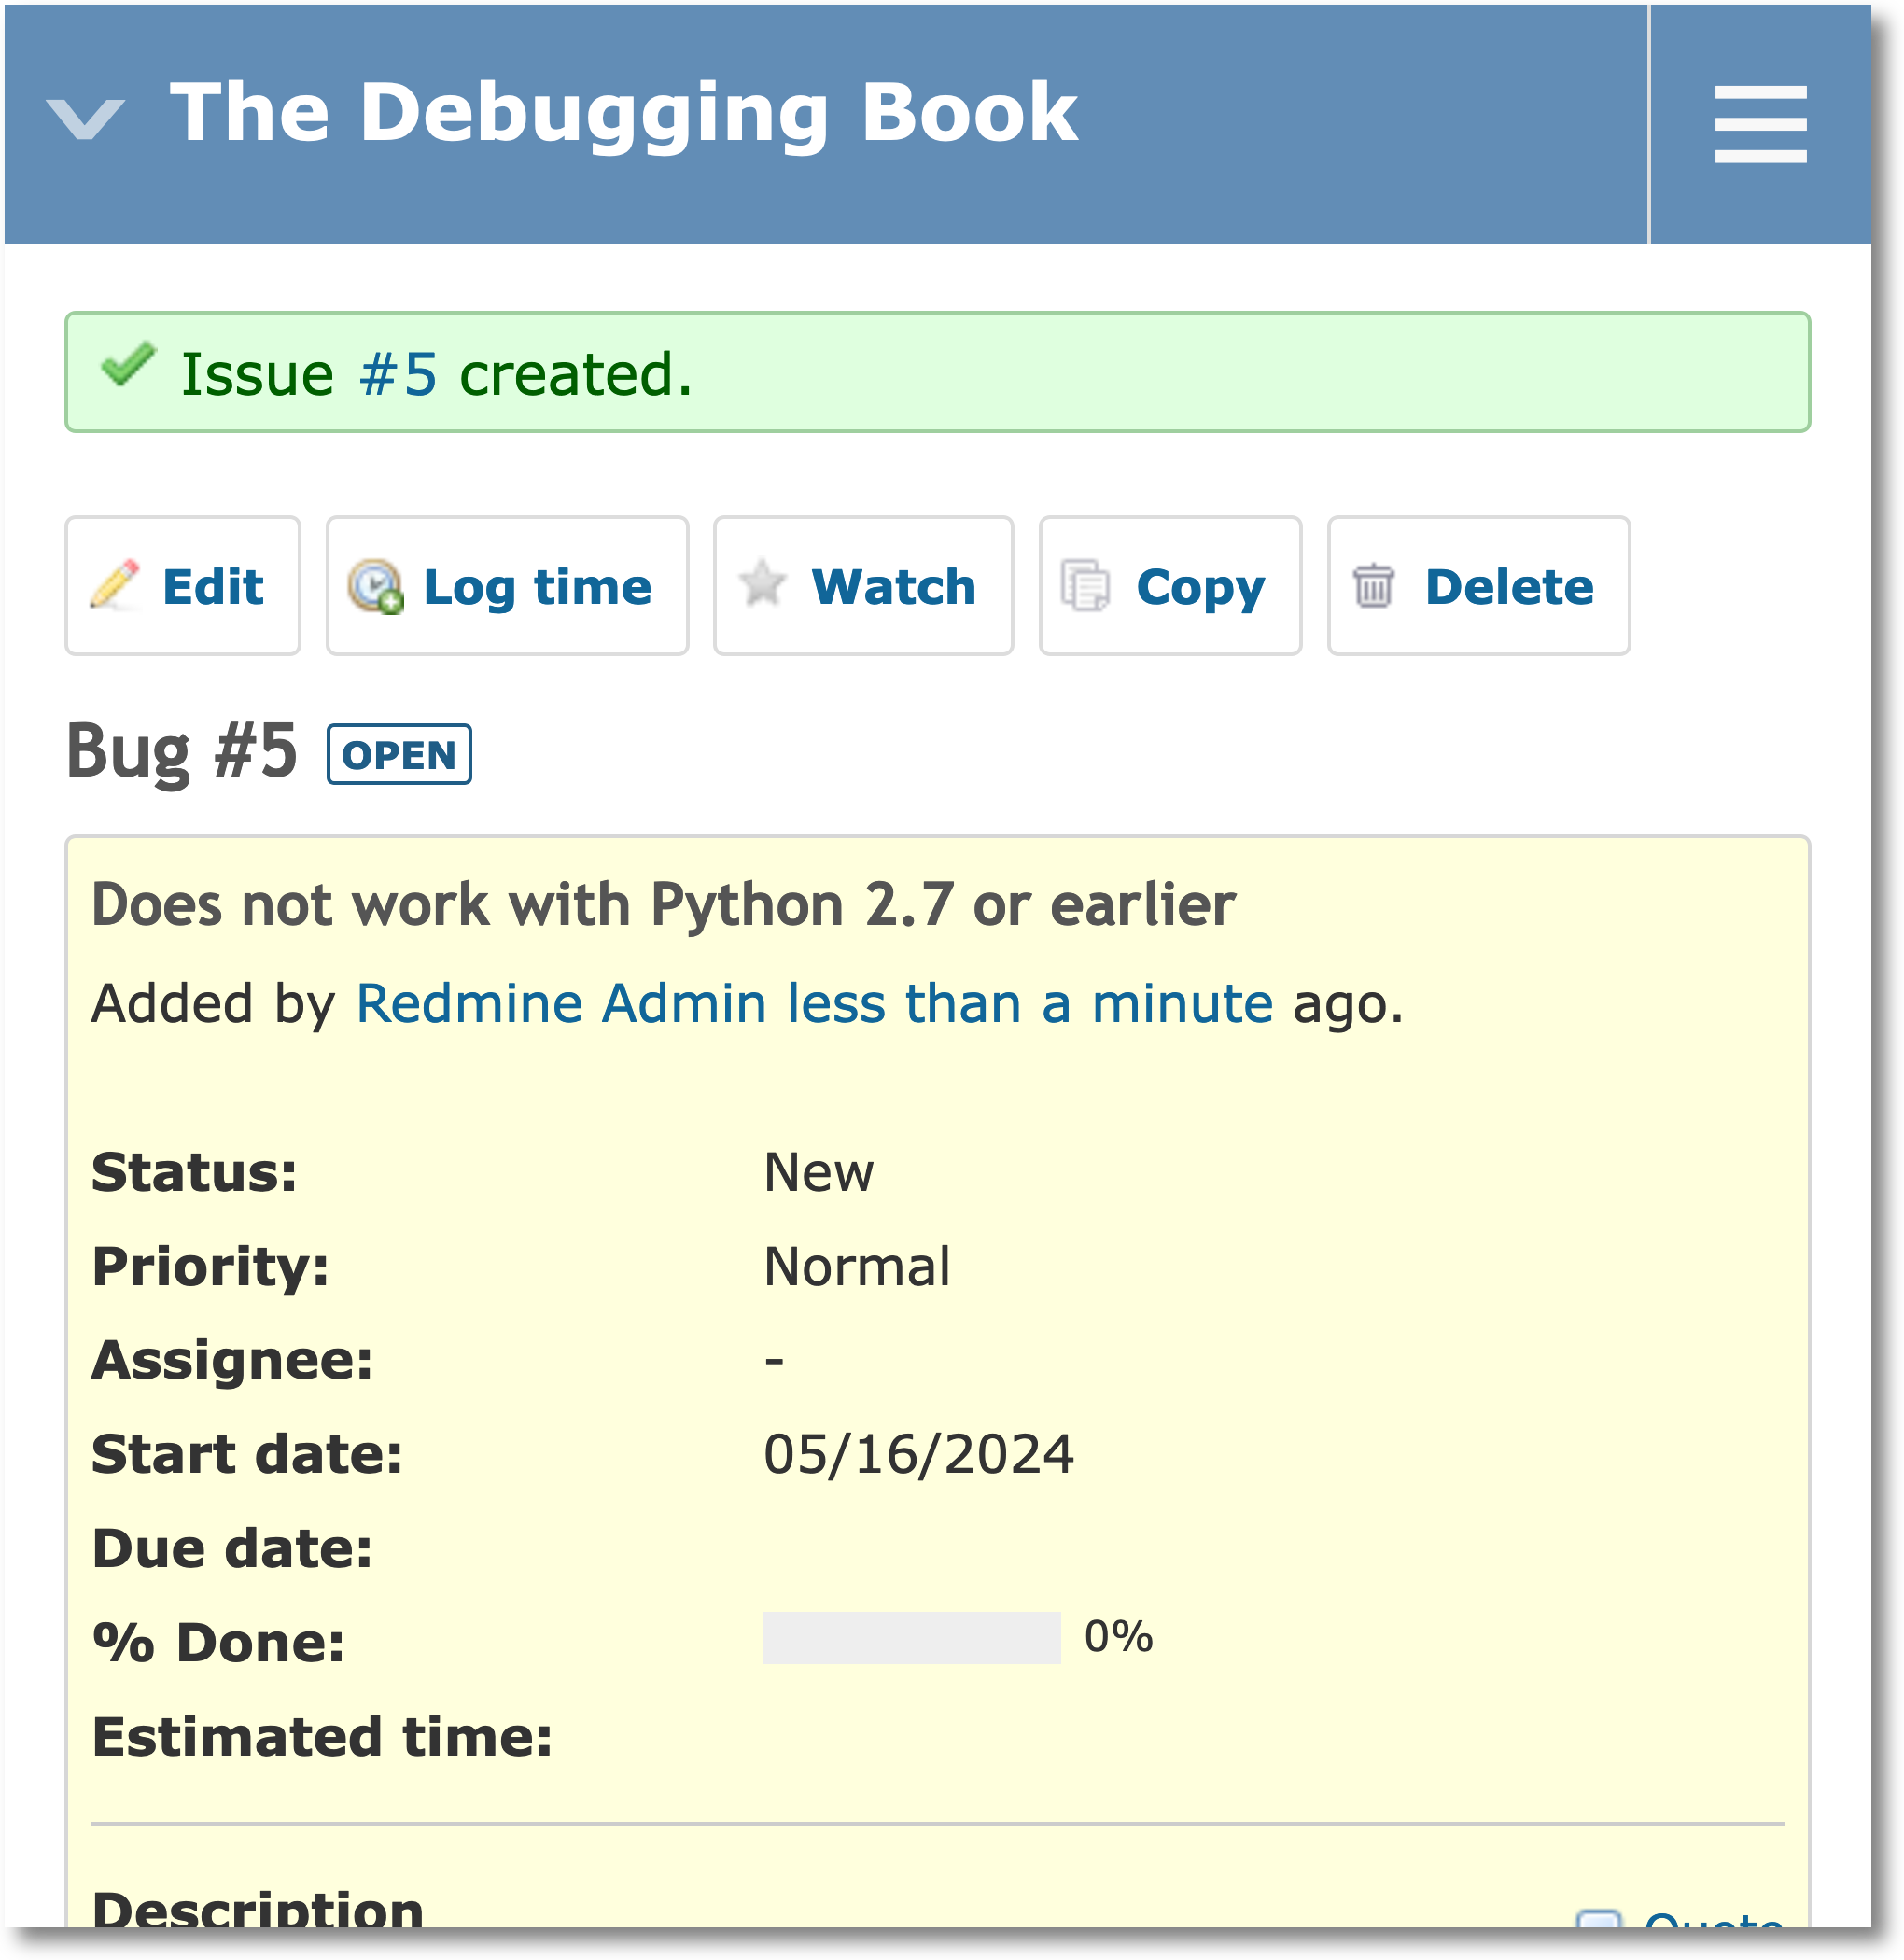 The Debugging Book
Issue #5 created.
Edit Log time Watch Copy Delete
Bug #5 OPEN
Does not work with Python 2.7 or earlier
Added by Redmine Admin less than a minute ago.
Status: New
Priority: Normal
Assignee: -
Start date: 05/16/2024
Due date:
% Done: 0%
Estimated time:
Description Quote